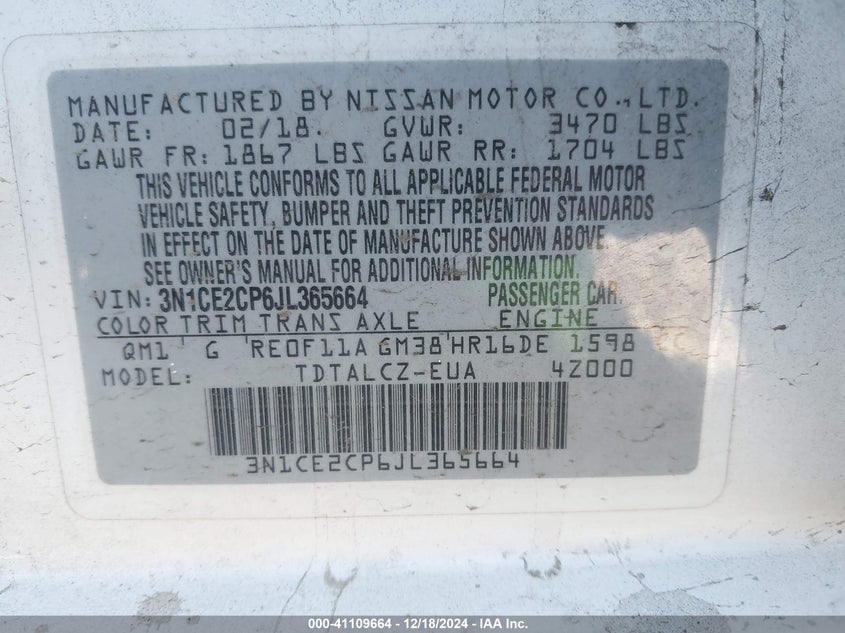 MANUFACTURED BY NISSAN MOTOR CO., LTD.
DATE: 02/18. GVWR: 3470 LBS
GAWR FR: 1867 LBS GAWR RR: 1704 LBS
THIS VEHICLE CONFORMS TO ALL APPLICABLE FEDERAL MOTOR
VEHICLE SAFETY, BUMPER AND THEFT PREVENTION STANDARDS
IN EFFECT ON THE DATE OF MANUFACTURE SHOWN ABOVE.
SEE OWNER'S MANUAL FOR ADDITIONAL INFORMATION.
VIN: 3N1CE2CP6JL365664 PASSENGER CAR.
COLOR TRIM TRANS AXLE ENGINE
QM1 G RE0F11A GM38 HR16DE 1598 CC
MODEL: TDTALCZ-EUA 4Z000
3N1CE2CP6JL365664
000-41109664 - 12/18/2024 - IAA Inc.